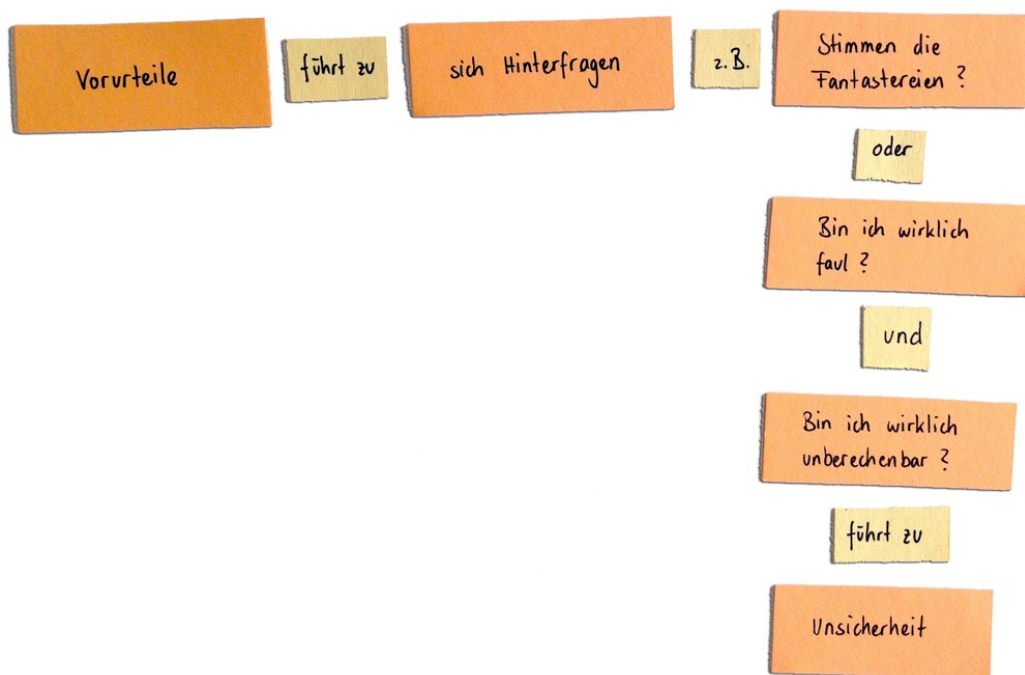 Vorurteile
führt zu
sich Hinterfragen
z.B.
Stimmen die
Fantastereien ?
oder
Bin ich wirklich
faul ?
und
Bin ich wirklich
unberechenbar ?
führt zu
Unsicherheit